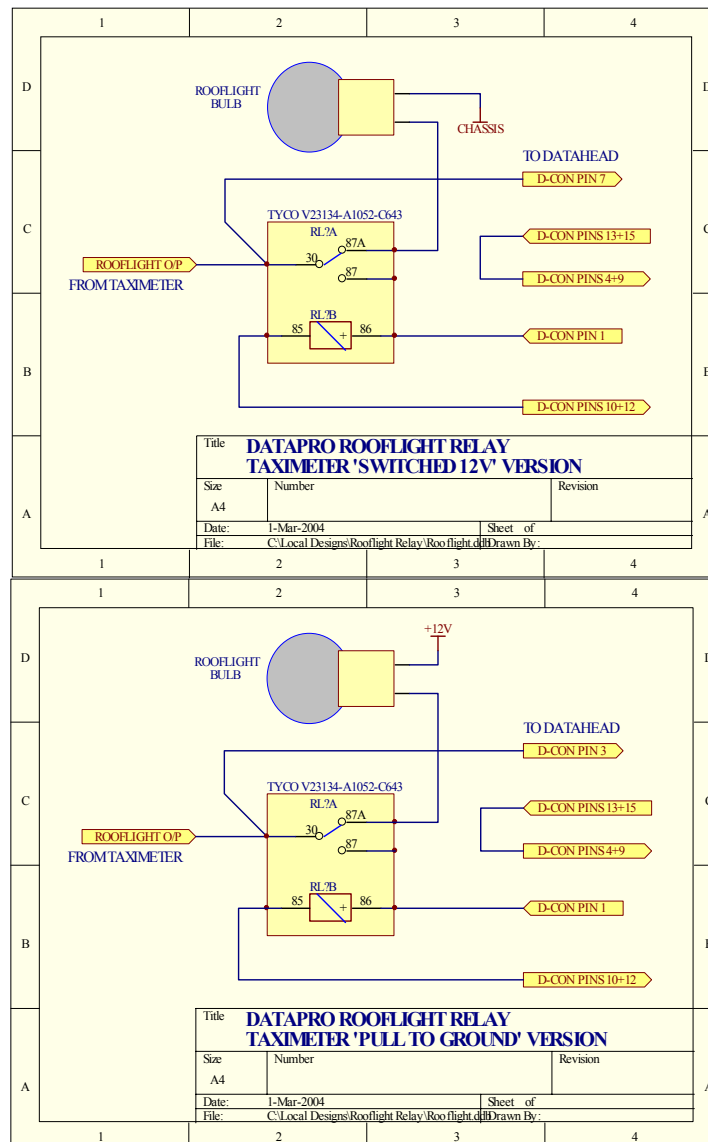 1 2 3 4
D D
ROOFLIGHT
BULB
CHASSIS
TO DATAHEAD
D-CON PIN 7
C
TYCO V23134-A1052-C643
RL?A
87A
D-CON PINS 13+15
C
ROOFLIGHT O/P
30
87
D-CON PINS 4+9
FROM TAXIMETER
RL?B
85 + 86
D-CON PIN 1
B B
D-CON PINS 10+12
Title DATAPRO ROOFLIGHT RELAY
TAXIMETER 'SWITCHED 12V' VERSION
Size Number Revision
A4
A A
Date: 1-Mar-2004 Sheet of
File: C:\Local Designs\Rooflight Relay\Rooflight.ddb Drawn By:
1 2 3 4
1 2 3 4
+12V
D D
ROOFLIGHT
BULB
TO DATAHEAD
D-CON PIN 3
C
TYCO V23134-A1052-C643
RL?A
87A
D-CON PINS 13+15
C
ROOFLIGHT O/P
30
87
D-CON PINS 4+9
FROM TAXIMETER
RL?B
85 + 86
D-CON PIN 1
B B
D-CON PINS 10+12
Title DATAPRO ROOFLIGHT RELAY
TAXIMETER 'PULL TO GROUND' VERSION
Size Number Revision
A4
A A
Date: 1-Mar-2004 Sheet of
File: C:\Local Designs\Rooflight Relay\Rooflight.ddb Drawn By:
1 2 3 4